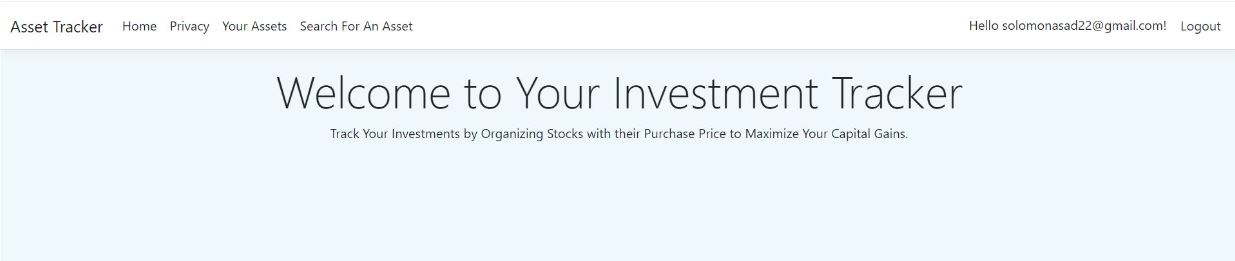 Asset Tracker Home Privacy Your Assets Search For An Asset Hello solomonasad22@gmail.com! Logout
Welcome to Your Investment Tracker
Track Your Investments by Organizing Stocks with their Purchase Price to Maximize Your Capital Gains.